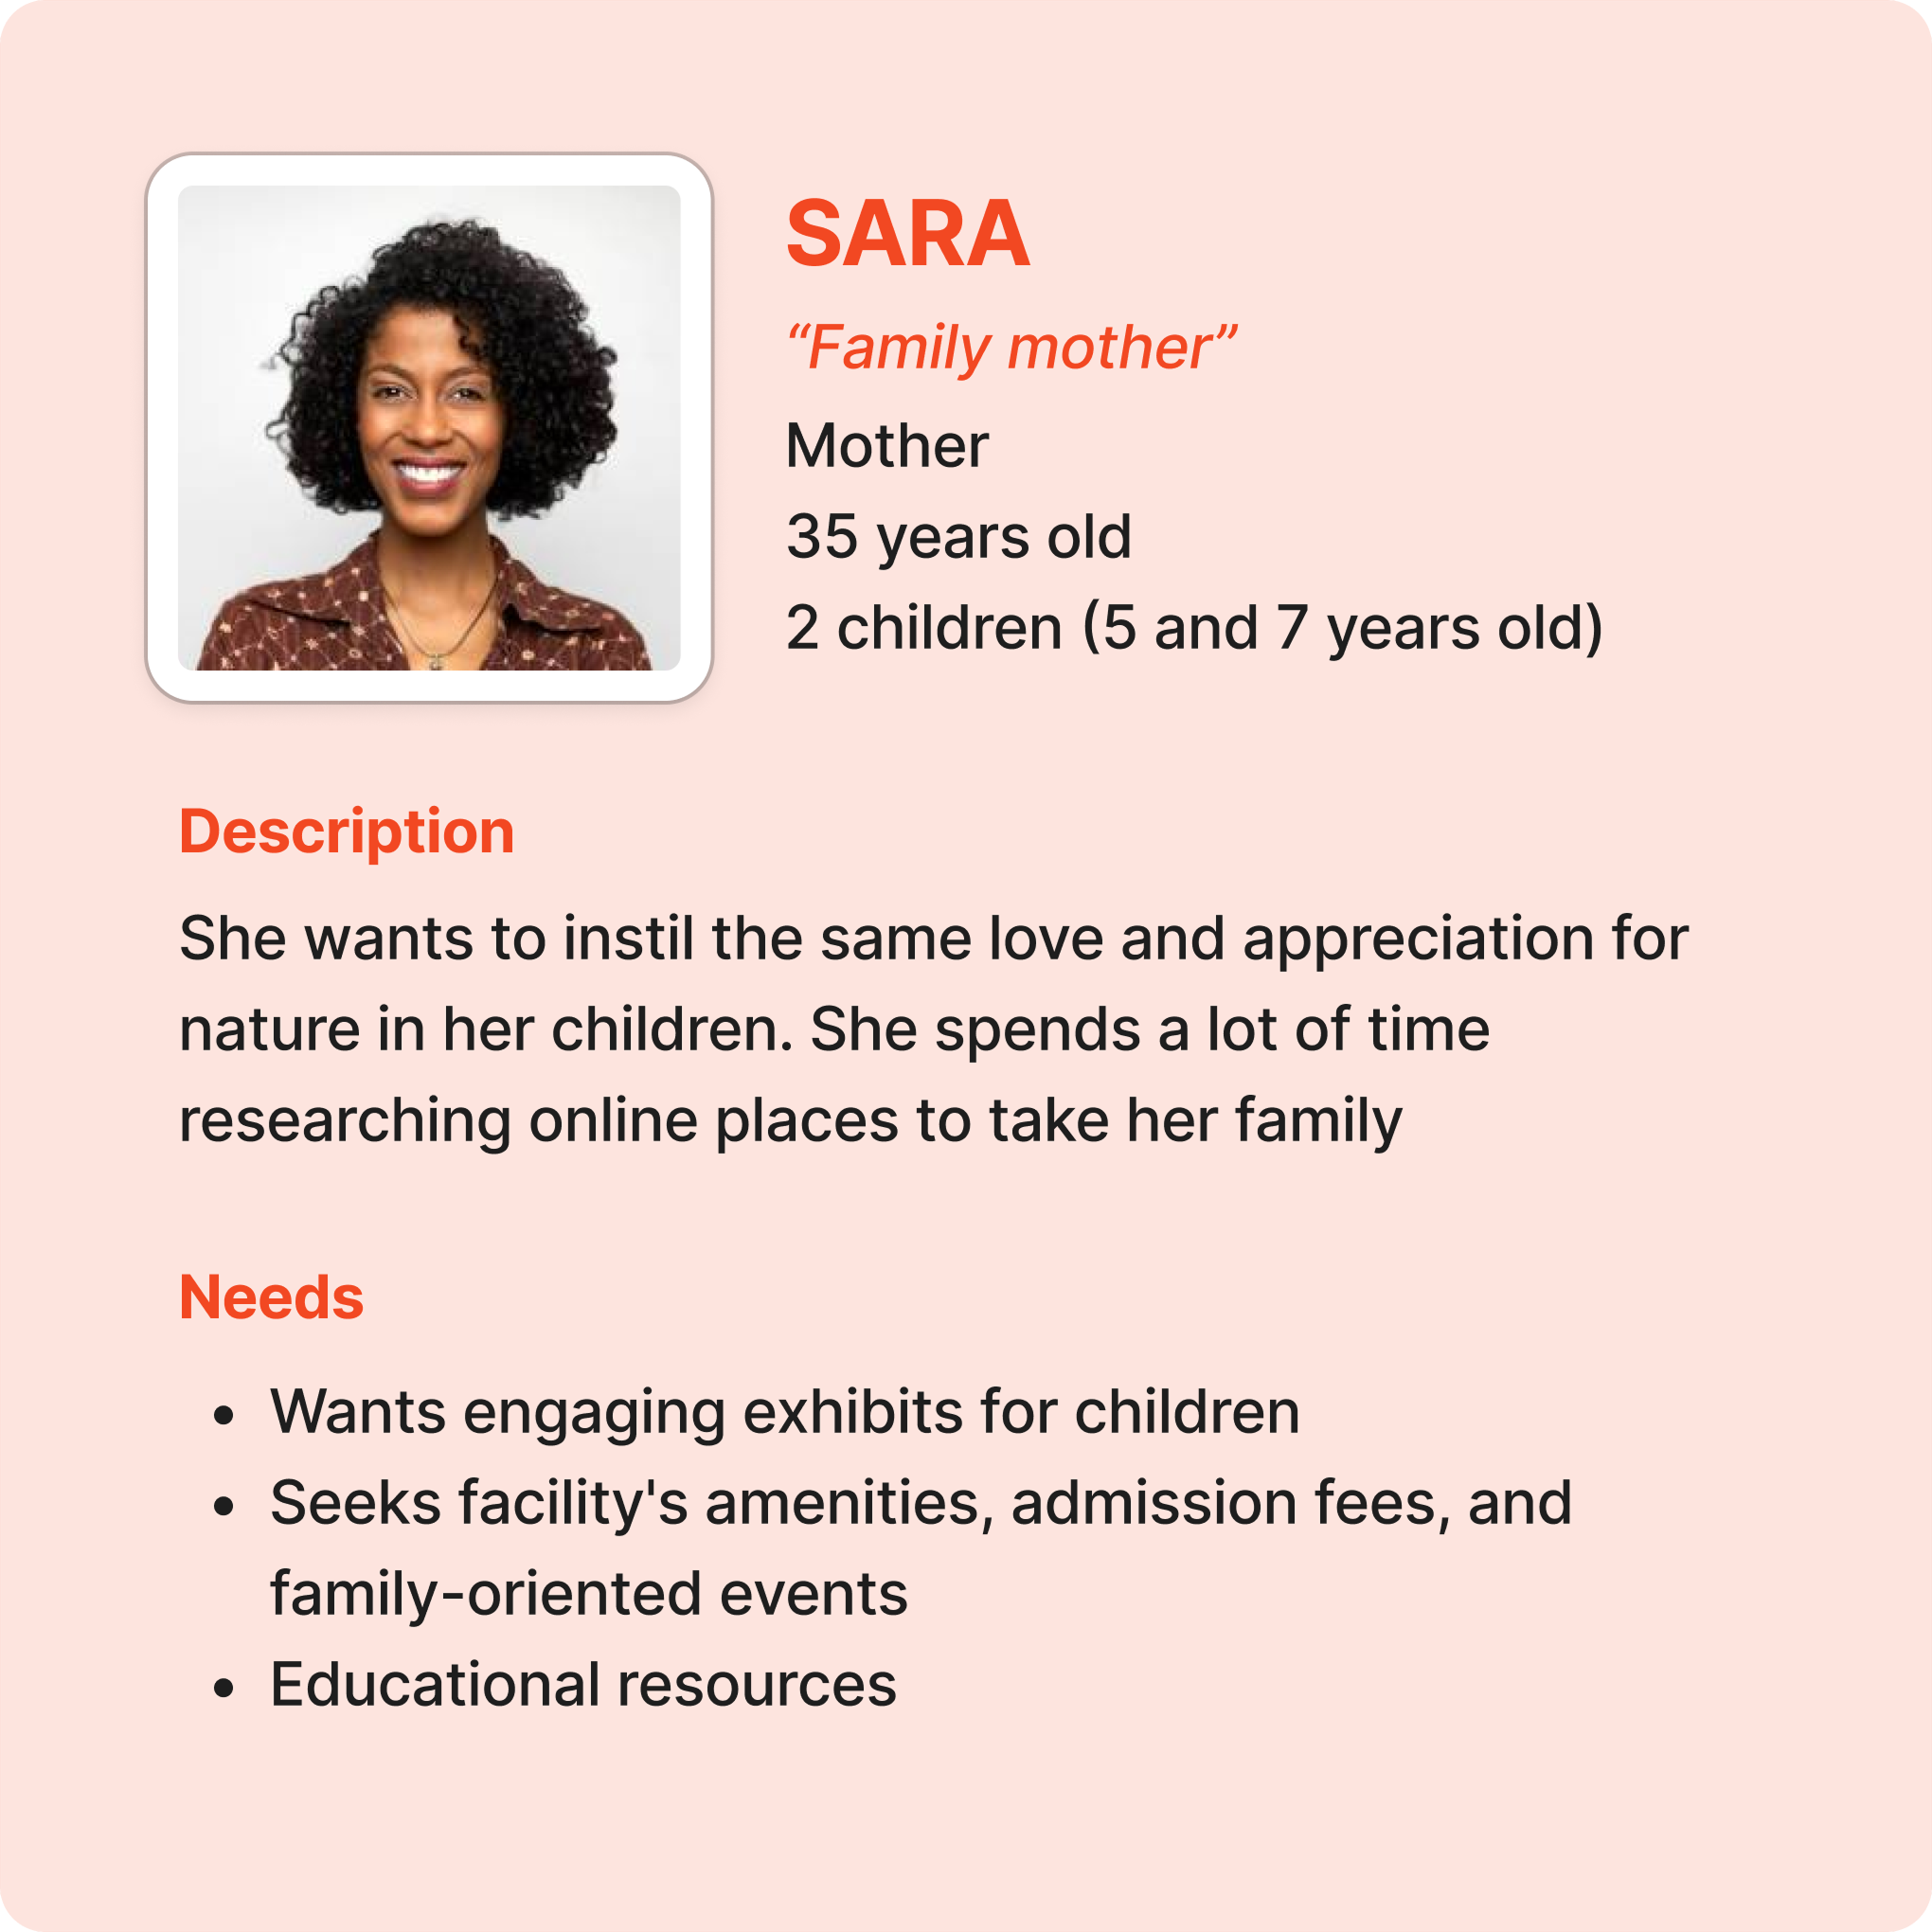 SARA
“Family mother”
Mother
35 years old
2 children (5 and 7 years old)
Description
She wants to instil the same love and appreciation for
nature in her children. She spends a lot of time
researching online places to take her family
Needs
• Wants engaging exhibits for children
• Seeks facility's amenities, admission fees, and
family-oriented events
• Educational resources